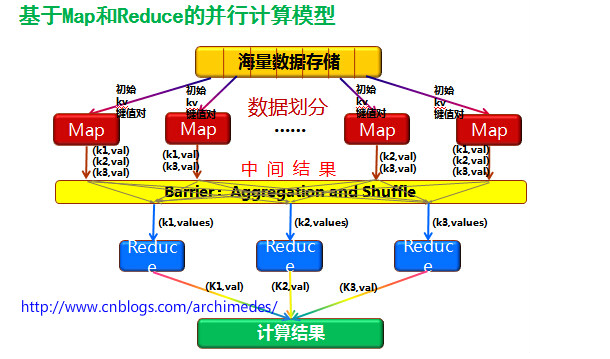 基于Map和Reduce的并行计算模型
海量数据存储
初始
kv
键值对
初始
kv
键值对
初始
kv
键值对
初始
kv
键值对
数据划分
......
Map
Map
Map
Map
(k1,val)
(k2,val)
(k3,val)
(k1,val)
(k3,val)
(k2,val)
(k3,val)
(k1,val)
(k2,val)
(k3,val)
中间结果
Barrier：Aggregation and Shuffle
(k1,values)
(k2,values)
(k3,values)
Reduc
e
Reduc
e
Reduc
e
(K1,val)
(K2,val)
(K3,val)
http://www.cnblogs.com/archimedes/
计算结果